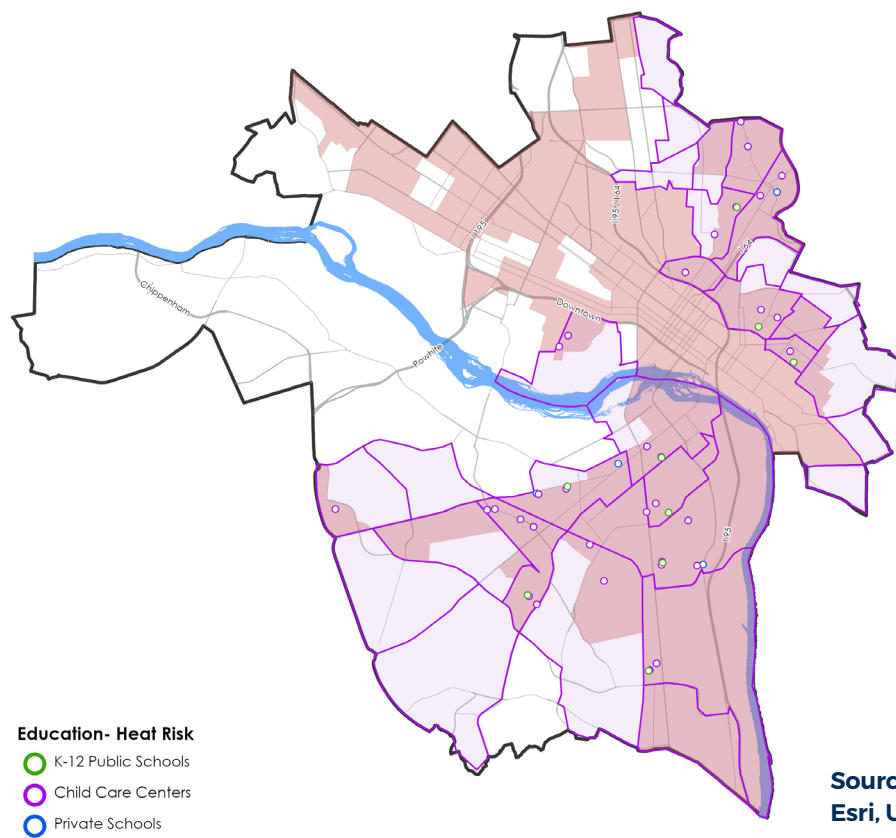 I-95 / I-64
I-195
I-64
Chippenham
Downtown
Powhite
I-95
Education- Heat Risk
K-12 Public Schools
Child Care Centers
Private Schools
Sourc
Esri, U